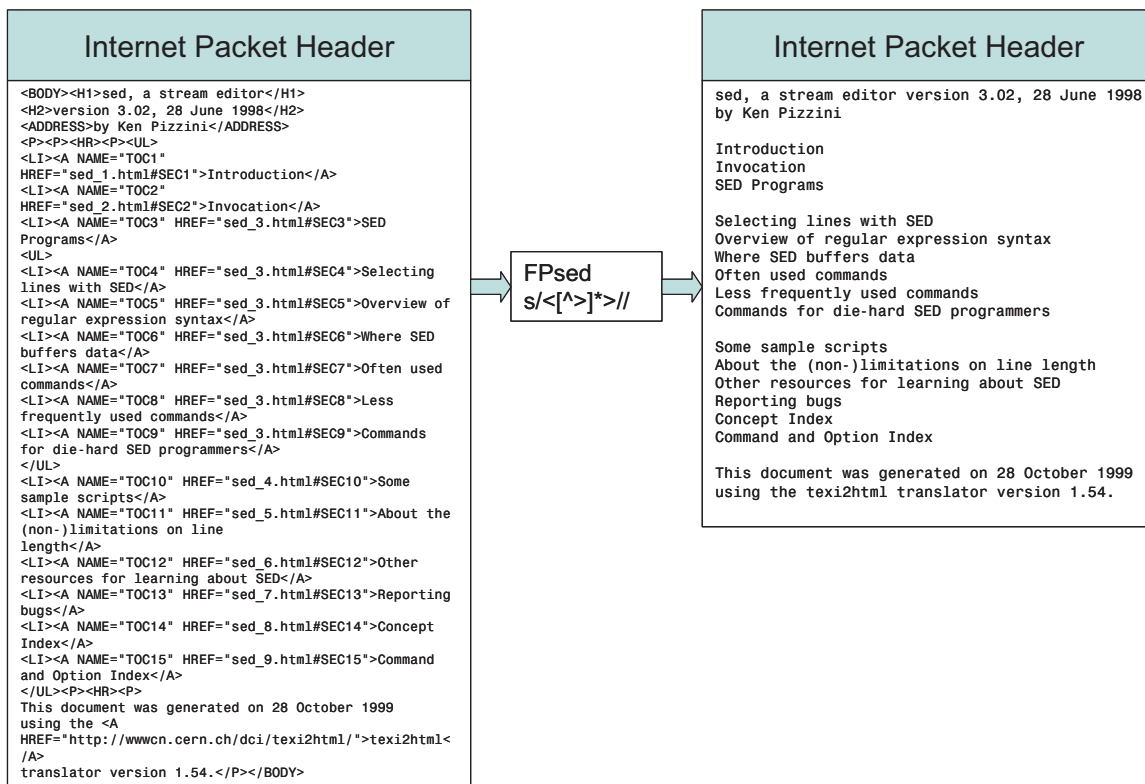 Internet Packet Header
<BODY><H1>sed, a stream editor</H1>
<H2>version 3.02, 28 June 1998</H2>
<ADDRESS>by Ken Pizzini</ADDRESS>
<P><P><HR><P><UL>
<LI><A NAME="TOC1"
HREF="sed_1.html#SEC1">Introduction</A>
<LI><A NAME="TOC2"
HREF="sed_2.html#SEC2">Invocation</A>
<LI><A NAME="TOC3" HREF="sed_3.html#SEC3">SED
Programs</A>
<UL>
<LI><A NAME="TOC4" HREF="sed_3.html#SEC4">Selecting
lines with SED</A>
<LI><A NAME="TOC5" HREF="sed_3.html#SEC5">Overview of
regular expression syntax</A>
<LI><A NAME="TOC6" HREF="sed_3.html#SEC6">Where SED
buffers data</A>
<LI><A NAME="TOC7" HREF="sed_3.html#SEC7">Often used
commands</A>
<LI><A NAME="TOC8" HREF="sed_3.html#SEC8">Less
frequently used commands</A>
<LI><A NAME="TOC9" HREF="sed_3.html#SEC9">Commands
for die-hard SED programmers</A>
</UL>
<LI><A NAME="TOC10" HREF="sed_4.html#SEC10">Some
sample scripts</A>
<LI><A NAME="TOC11" HREF="sed_5.html#SEC11">About the
(non-)limitations on line
length</A>
<LI><A NAME="TOC12" HREF="sed_6.html#SEC12">Other
resources for learning about SED</A>
<LI><A NAME="TOC13" HREF="sed_7.html#SEC13">Reporting
bugs</A>
<LI><A NAME="TOC14" HREF="sed_8.html#SEC14">Concept
Index</A>
<LI><A NAME="TOC15" HREF="sed_9.html#SEC15">Command
and Option Index</A>
</UL><P><HR><P>
This document was generated on 28 October 1999
using the <A
HREF="http://wwwcn.cern.ch/dci/texi2html/">texi2html<
/A>
translator version 1.54.</P></BODY>
FPsed
s/<[^>]*>//
Internet Packet Header
sed, a stream editor version 3.02, 28 June 1998
by Ken Pizzini
Introduction
Invocation
SED Programs
Selecting lines with SED
Overview of regular expression syntax
Where SED buffers data
Often used commands
Less frequently used commands
Commands for die-hard SED programmers
Some sample scripts
About the (non-)limitations on line length
Other resources for learning about SED
Reporting bugs
Concept Index
Command and Option Index
This document was generated on 28 October 1999
using the texi2html translator version 1.54.